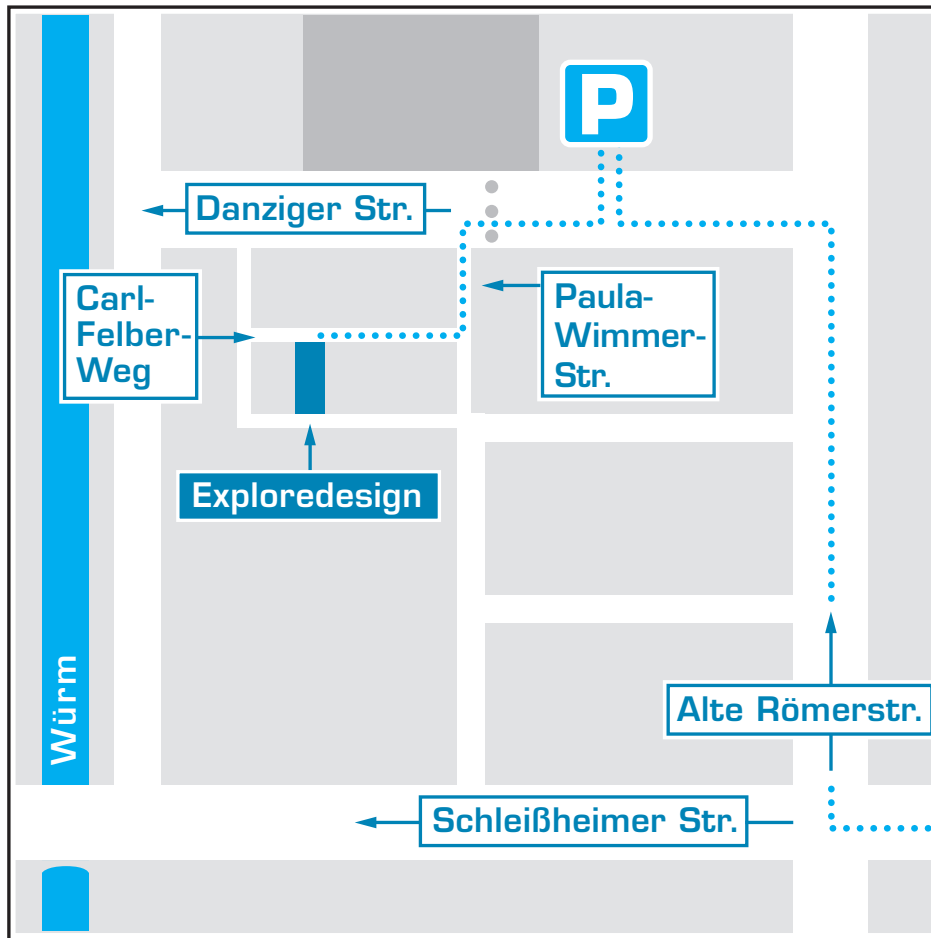 P
Danziger Str.
Carl-
Felber-
Weg
Paula-
Wimmer-
Str.
Exploredesign
Würm
Alte Römerstr.
Schleißheimer Str.